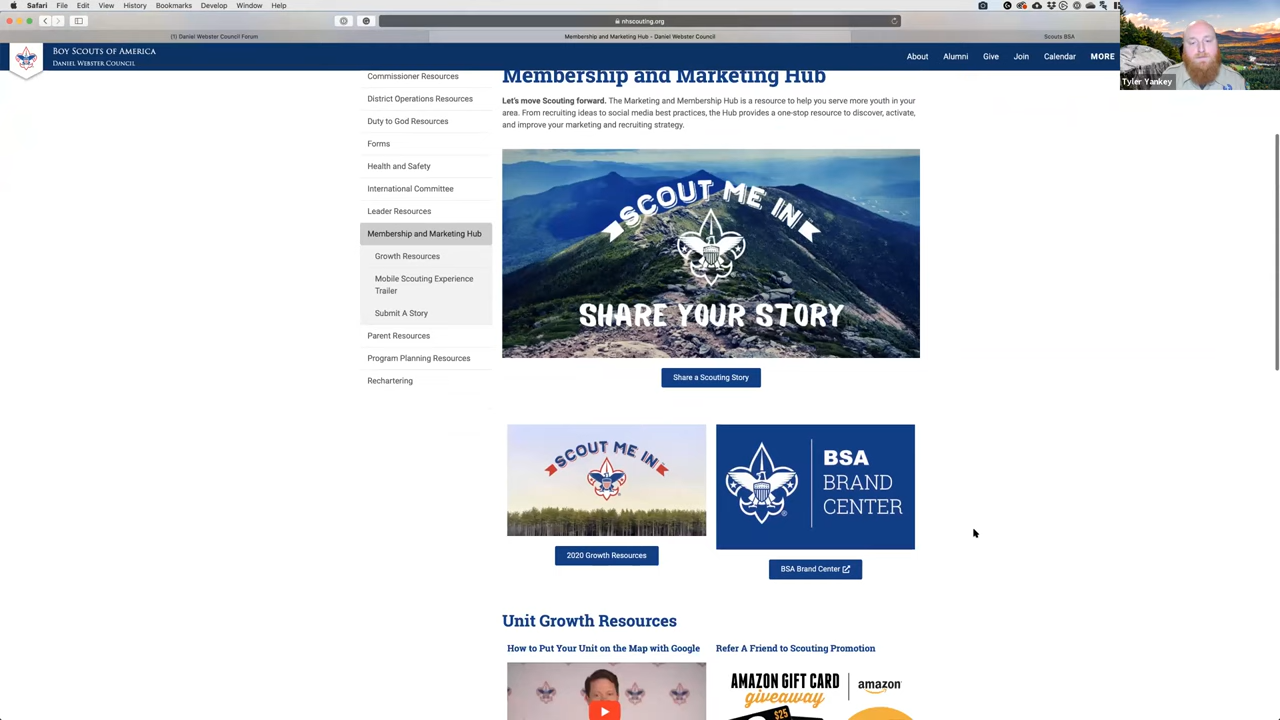 Safari File Edit View History Bookmarks Develop Window Help
nhscouting.org
(1) Daniel Webster Council Forum
Membership and Marketing Hub – Daniel Webster Council
Scouts BSA
BOY SCOUTS OF AMERICA
DANIEL WEBSTER COUNCIL
About Alumni Give Join Calendar MORE
Tyler Yankey
Commissioner Resources
District Operations Resources
Duty to God Resources
Forms
Health and Safety
International Committee
Leader Resources
Membership and Marketing Hub
Growth Resources
Mobile Scouting Experience
Trailer
Submit A Story
Parent Resources
Program Planning Resources
Rechartering
Membership and Marketing Hub
Let's move Scouting forward. The Marketing and Membership Hub is a resource to help you serve more youth in your
area. From recruiting ideas to social media best practices, the Hub provides a one-stop resource to discover, activate,
and improve your marketing and recruiting strategy.
SCOUT ME IN
SHARE YOUR STORY
Share a Scouting Story
SCOUT ME IN
2020 Growth Resources
BSA
BRAND
CENTER
BSA Brand Center
Unit Growth Resources
How to Put Your Unit on the Map with Google
Refer A Friend to Scouting Promotion
AMAZON GIFT CARD
giveaway
amazon
$25